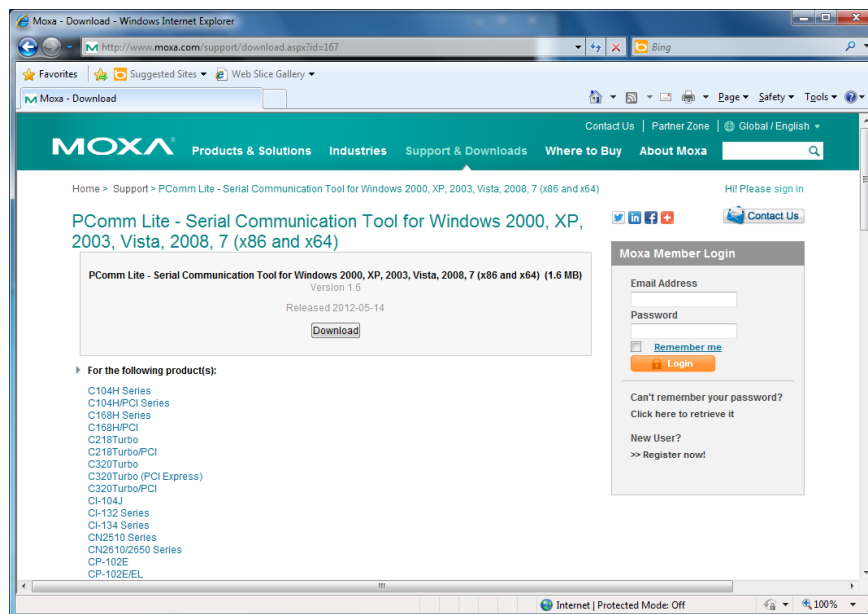 Moxa - Download - Windows Internet Explorer
http://www.moxa.com/support/download.aspx?id=167
Bing
Favorites
Suggested Sites
Web Slice Gallery
Moxa - Download
Page
Safety
Tools
Contact Us | Partner Zone | Global / English
MOXA
Products & Solutions
Industries
Support & Downloads
Where to Buy
About Moxa
Home > Support > PComm Lite - Serial Communication Tool for Windows 2000, XP, 2003, Vista, 2008, 7 (x86 and x64)
Hi! Please sign in
PComm Lite - Serial Communication Tool for Windows 2000, XP,
2003, Vista, 2008, 7 (x86 and x64)
Contact Us
PComm Lite - Serial Communication Tool for Windows 2000, XP, 2003, Vista, 2008, 7 (x86 and x64) (1.6 MB)
Version 1.6
Released 2012-05-14
Download
For the following product(s):
C104H Series
C104H/PCI Series
C168H Series
C168H/PCI
C218Turbo
C218Turbo/PCI
C320Turbo
C320Turbo (PCI Express)
C320Turbo/PCI
CI-104J
CI-132 Series
CI-134 Series
CN2510 Series
CN2610/2650 Series
CP-102E
CP-102E/EL
Moxa Member Login
Email Address
Password
Remember me
Login
Can't remember your password?
Click here to retrieve it
New User?
>> Register now!
Internet | Protected Mode: Off
100%